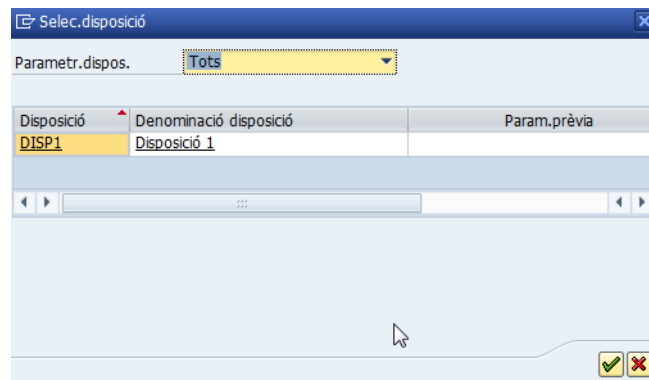 Selec.disposició
Parametr.dispos. Tots
Disposició Denominació disposició Param.prèvia
DISP1 Disposició 1